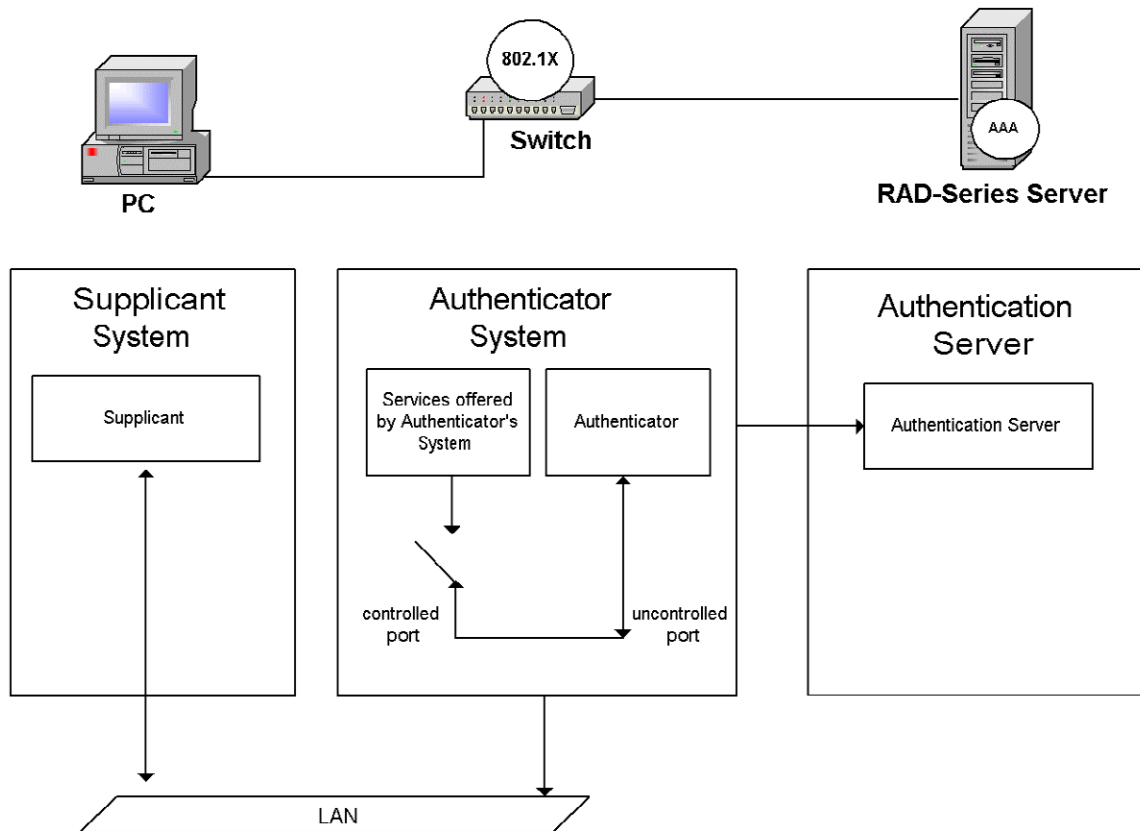 802.1X
AAA
Switch
PC
RAD-Series Server
Supplicant
System
Authenticator
System
Authentication
Server
Supplicant
Services offered
by Authenticator's
System
Authenticator
Authentication Server
controlled
port
uncontrolled
port
LAN